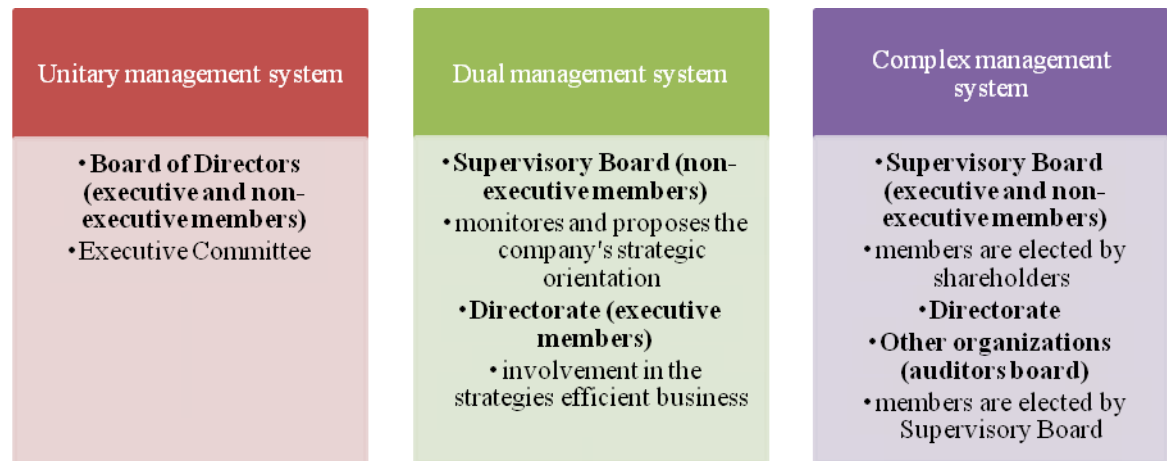 Unitary management system
• Board of Directors
(executive and non-
executive members)
• Executive Committee
Dual management system
• Supervisory Board (non-
executive members)
• monitores and proposes the
company's strategic
orientation
• Directorate (executive
members)
• involvement in the
strategies efficient business
Complex management
system
• Supervisory Board
(executive and non-
executive members)
• members are elected by
shareholders
• Directorate
• Other organizations
(auditors board)
• members are elected by
Supervisory Board